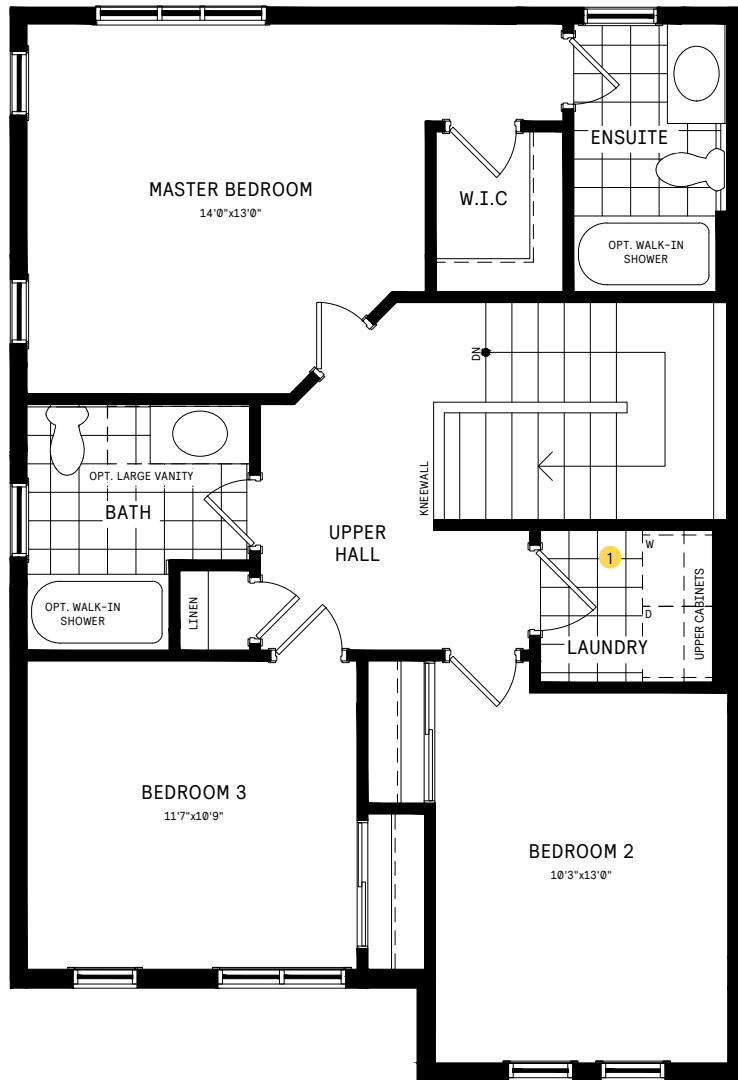 ENSUITE
MASTER BEDROOM
14'0"x13'0"
W.I.C
OPT. WALK-IN
SHOWER
DN
KNEEWALL
OPT. LARGE VANITY
BATH
UPPER
HALL
1
W
D
UPPER CABINETS
LAUNDRY
OPT. WALK-IN
SHOWER
LINEN
BEDROOM 3
11'7"x10'9"
BEDROOM 2
10'3"x13'0"